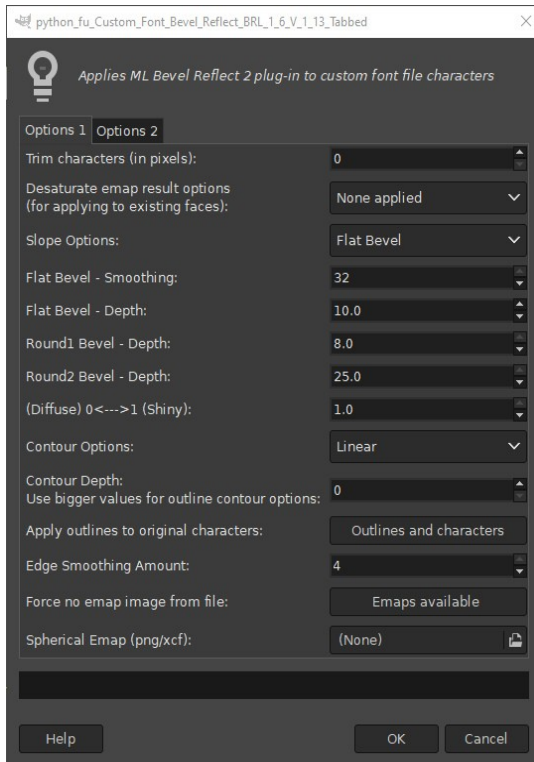 python_fu_Custom_Font_Bevel_Reflect_BRL_1_6_V_1_13_Tabbed
Applies ML Bevel Reflect 2 plug-in to custom font file characters
Options 1 Options 2
Trim characters (in pixels): 0
Desaturate emap result options
(for applying to existing faces): None applied
Slope Options: Flat Bevel
Flat Bevel - Smoothing: 32
Flat Bevel - Depth: 10.0
Round1 Bevel - Depth: 8.0
Round2 Bevel - Depth: 25.0
(Diffuse) 0<--->1 (Shiny): 1.0
Contour Options: Linear
Contour Depth:
Use bigger values for outline contour options: 0
Apply outlines to original characters: Outlines and characters
Edge Smoothing Amount: 4
Force no emap image from file: Emaps available
Spherical Emap (png/xcf): (None)
Help OK Cancel